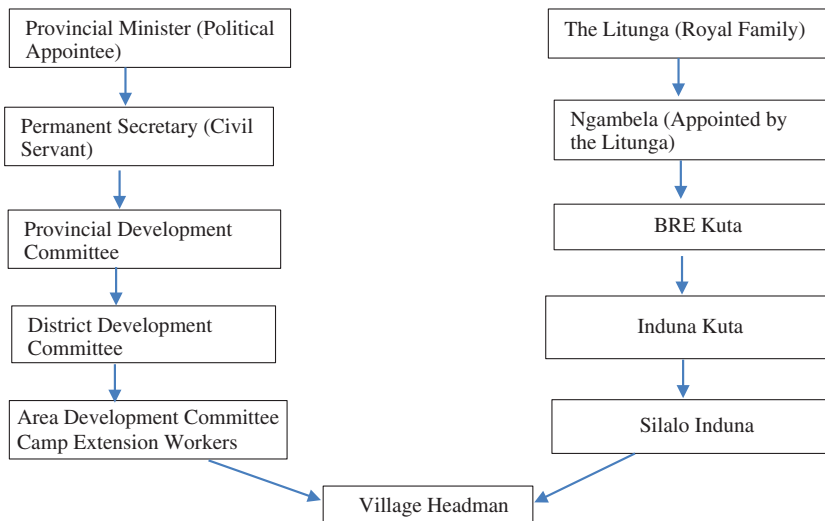 Provincial Minister (Political
Appointee)
Permanent Secretary (Civil
Servant)
Provincial Development
Committee
District Development
Committee
Area Development Committee
Camp Extension Workers
The Litunga (Royal Family)
Ngambela (Appointed by
the Litunga)
BRE Kuta
Induna Kuta
Silalo Induna
Village Headman